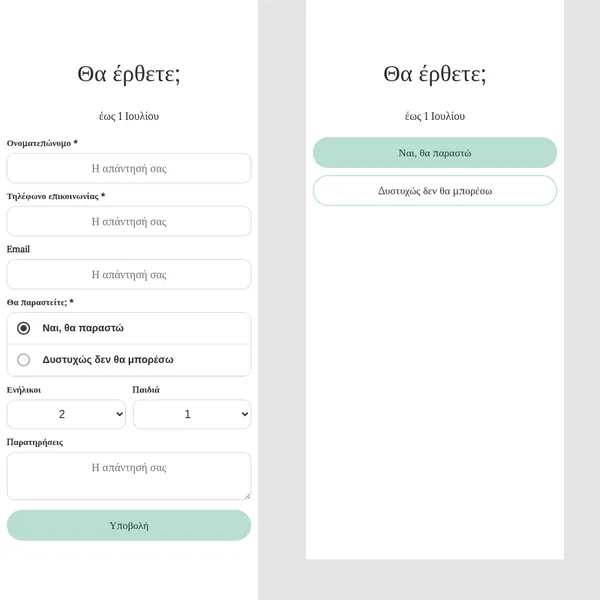 Θα έρθετε;
έως 1 Ιουλίου
Ονοματεπώνυμο *
Η απάντησή σας
Τηλέφωνο επικοινωνίας *
Η απάντησή σας
Email
Η απάντησή σας
Θα παραστείτε; *
Ναι, θα παραστώ
Δυστυχώς δεν θα μπορέσω
Ενήλικοι
Παιδιά
2
1
Παρατηρήσεις
Η απάντησή σας
Υποβολή
Θα έρθετε;
έως 1 Ιουλίου
Ναι, θα παραστώ
Δυστυχώς δεν θα μπορέσω